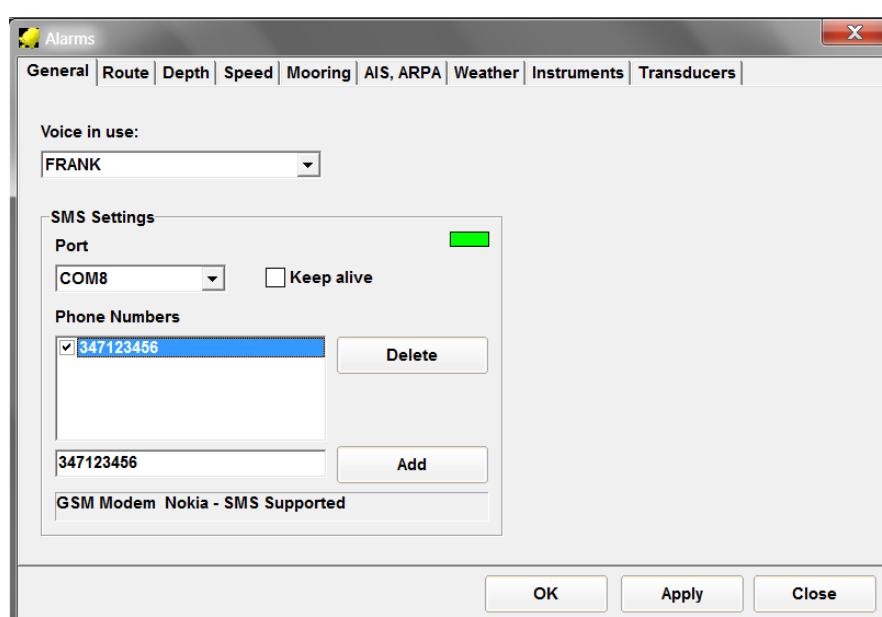 Alarms
General Route Depth Speed Mooring AIS, ARPA Weather Instruments Transducers
Voice in use:
FRANK
SMS Settings
Port
COM8 Keep alive
Phone Numbers
347123456
Delete
347123456 Add
GSM Modem Nokia - SMS Supported
OK Apply Close